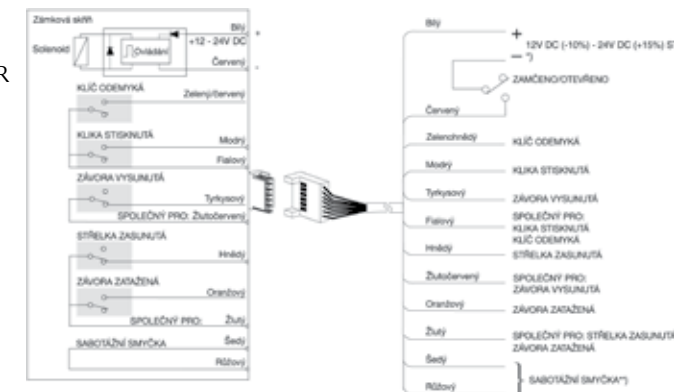 R
Zámková skříň
Solenoid
Ovládání
Bílý +
+12 - 24V DC
Červený -
KLÍČ ODEMYKÁ
Zelený/červený
KLIKA STISKNUTÁ
Modrý
Fialový
ZÁVORA VYSUNUTÁ
Tyrkysový
SPOLEČNÝ PRO: Žlutočervený
STŘELKA ZASUNUTÁ
Hnědý
ZÁVORA ZATAŽENÁ
Oranžový
SPOLEČNÝ PRO: Žlutý
SABOTÁŽNÍ SMYČKA
Šedý
Růžový
Bílý
+
12V DC (-10%) - 24V DC (+15%) ST
— *)
ZAMČENO/OTEVŘENO
Červený
Zelenohnědý KLÍČ ODEMYKÁ
Modrý KLIKA STISKNUTÁ
Tyrkysový ZÁVORA VYSUNUTÁ
Fialový SPOLEČNÝ PRO:
KLIKA STISKNUTÁ
KLÍČ ODEMYKÁ
Hnědý STŘELKA ZASUNUTÁ
Žlutočervený SPOLEČNÝ PRO:
ZÁVORA VYSUNUTÁ
Oranžový ZÁVORA ZATAŽENÁ
Žlutý SPOLEČNÝ PRO: STŘELKA ZASUNUTÁ
ZÁVORA ZATAŽENÁ
Šedý
SABOTÁŽNÍ SMYČKA**)
Růžový